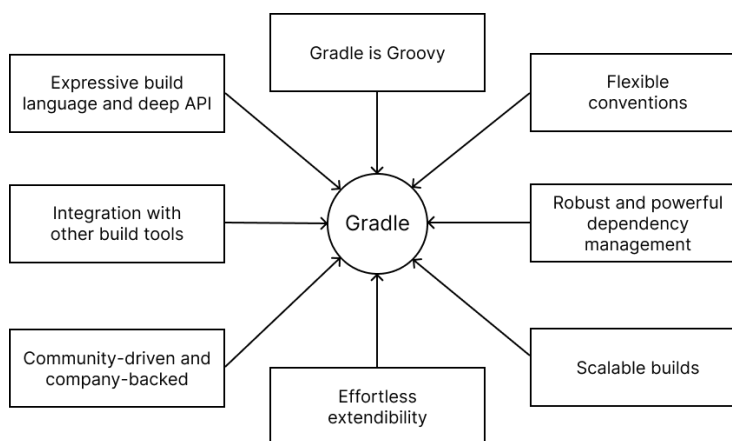 Gradle is Groovy
Expressive build
language and deep API
Flexible
conventions
Integration with
other build tools
Gradle
Robust and powerful
dependency
management
Community-driven and
company-backed
Effortless
extendibility
Scalable builds